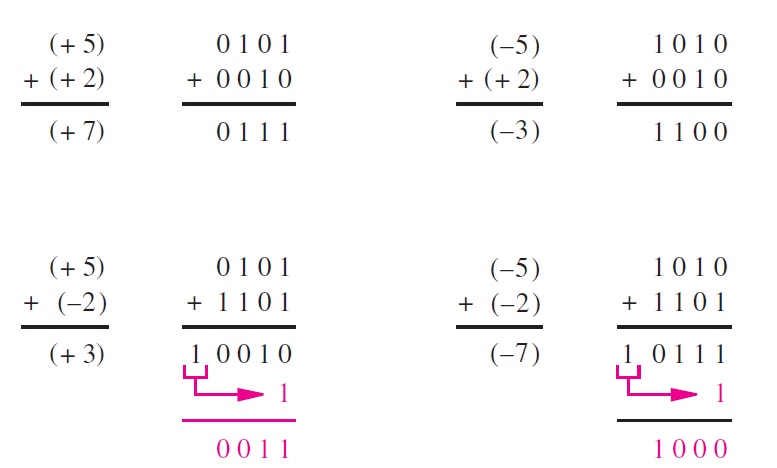 (+ 5) 0 1 0 1 (–5) 1 0 1 0
+ (+ 2) + 0 0 1 0 + (+ 2) + 0 0 1 0
(+ 7) 0 1 1 1 (–3) 1 1 0 0
(+ 5) 0 1 0 1 (–5) 1 0 1 0
+ (–2) + 1 1 0 1 + (–2) + 1 1 0 1
(+ 3) 1 0 0 1 0 (–7) 1 0 1 1 1
1 1
0 0 1 1 1 0 0 0